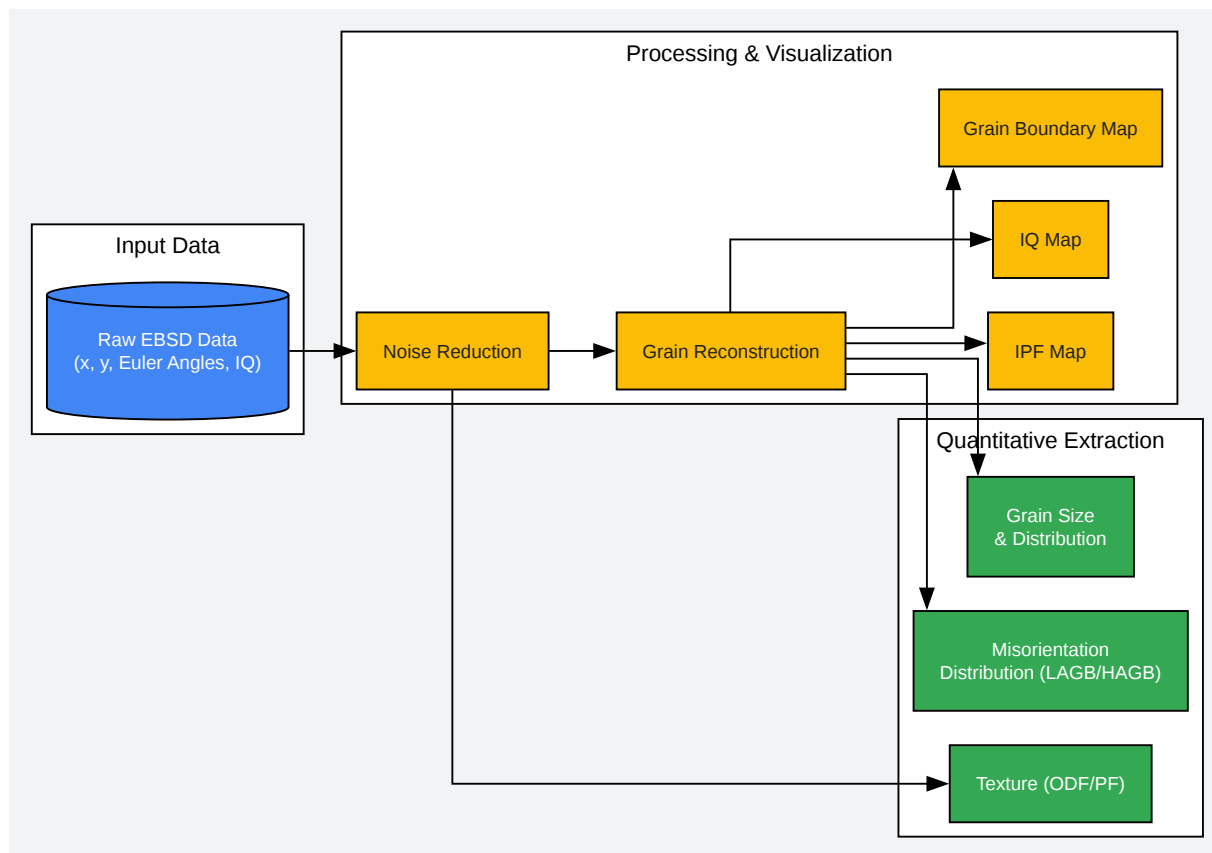 Processing & Visualization
Grain Boundary Map
IQ Map
Input Data
Raw EBSD Data
(x, y, Euler Angles, IQ)
Noise Reduction
Grain Reconstruction
IPF Map
Quantitative Extraction
Grain Size
& Distribution
Misorientation
Distribution (LAGB/HAGB)
Texture (ODF/PF)